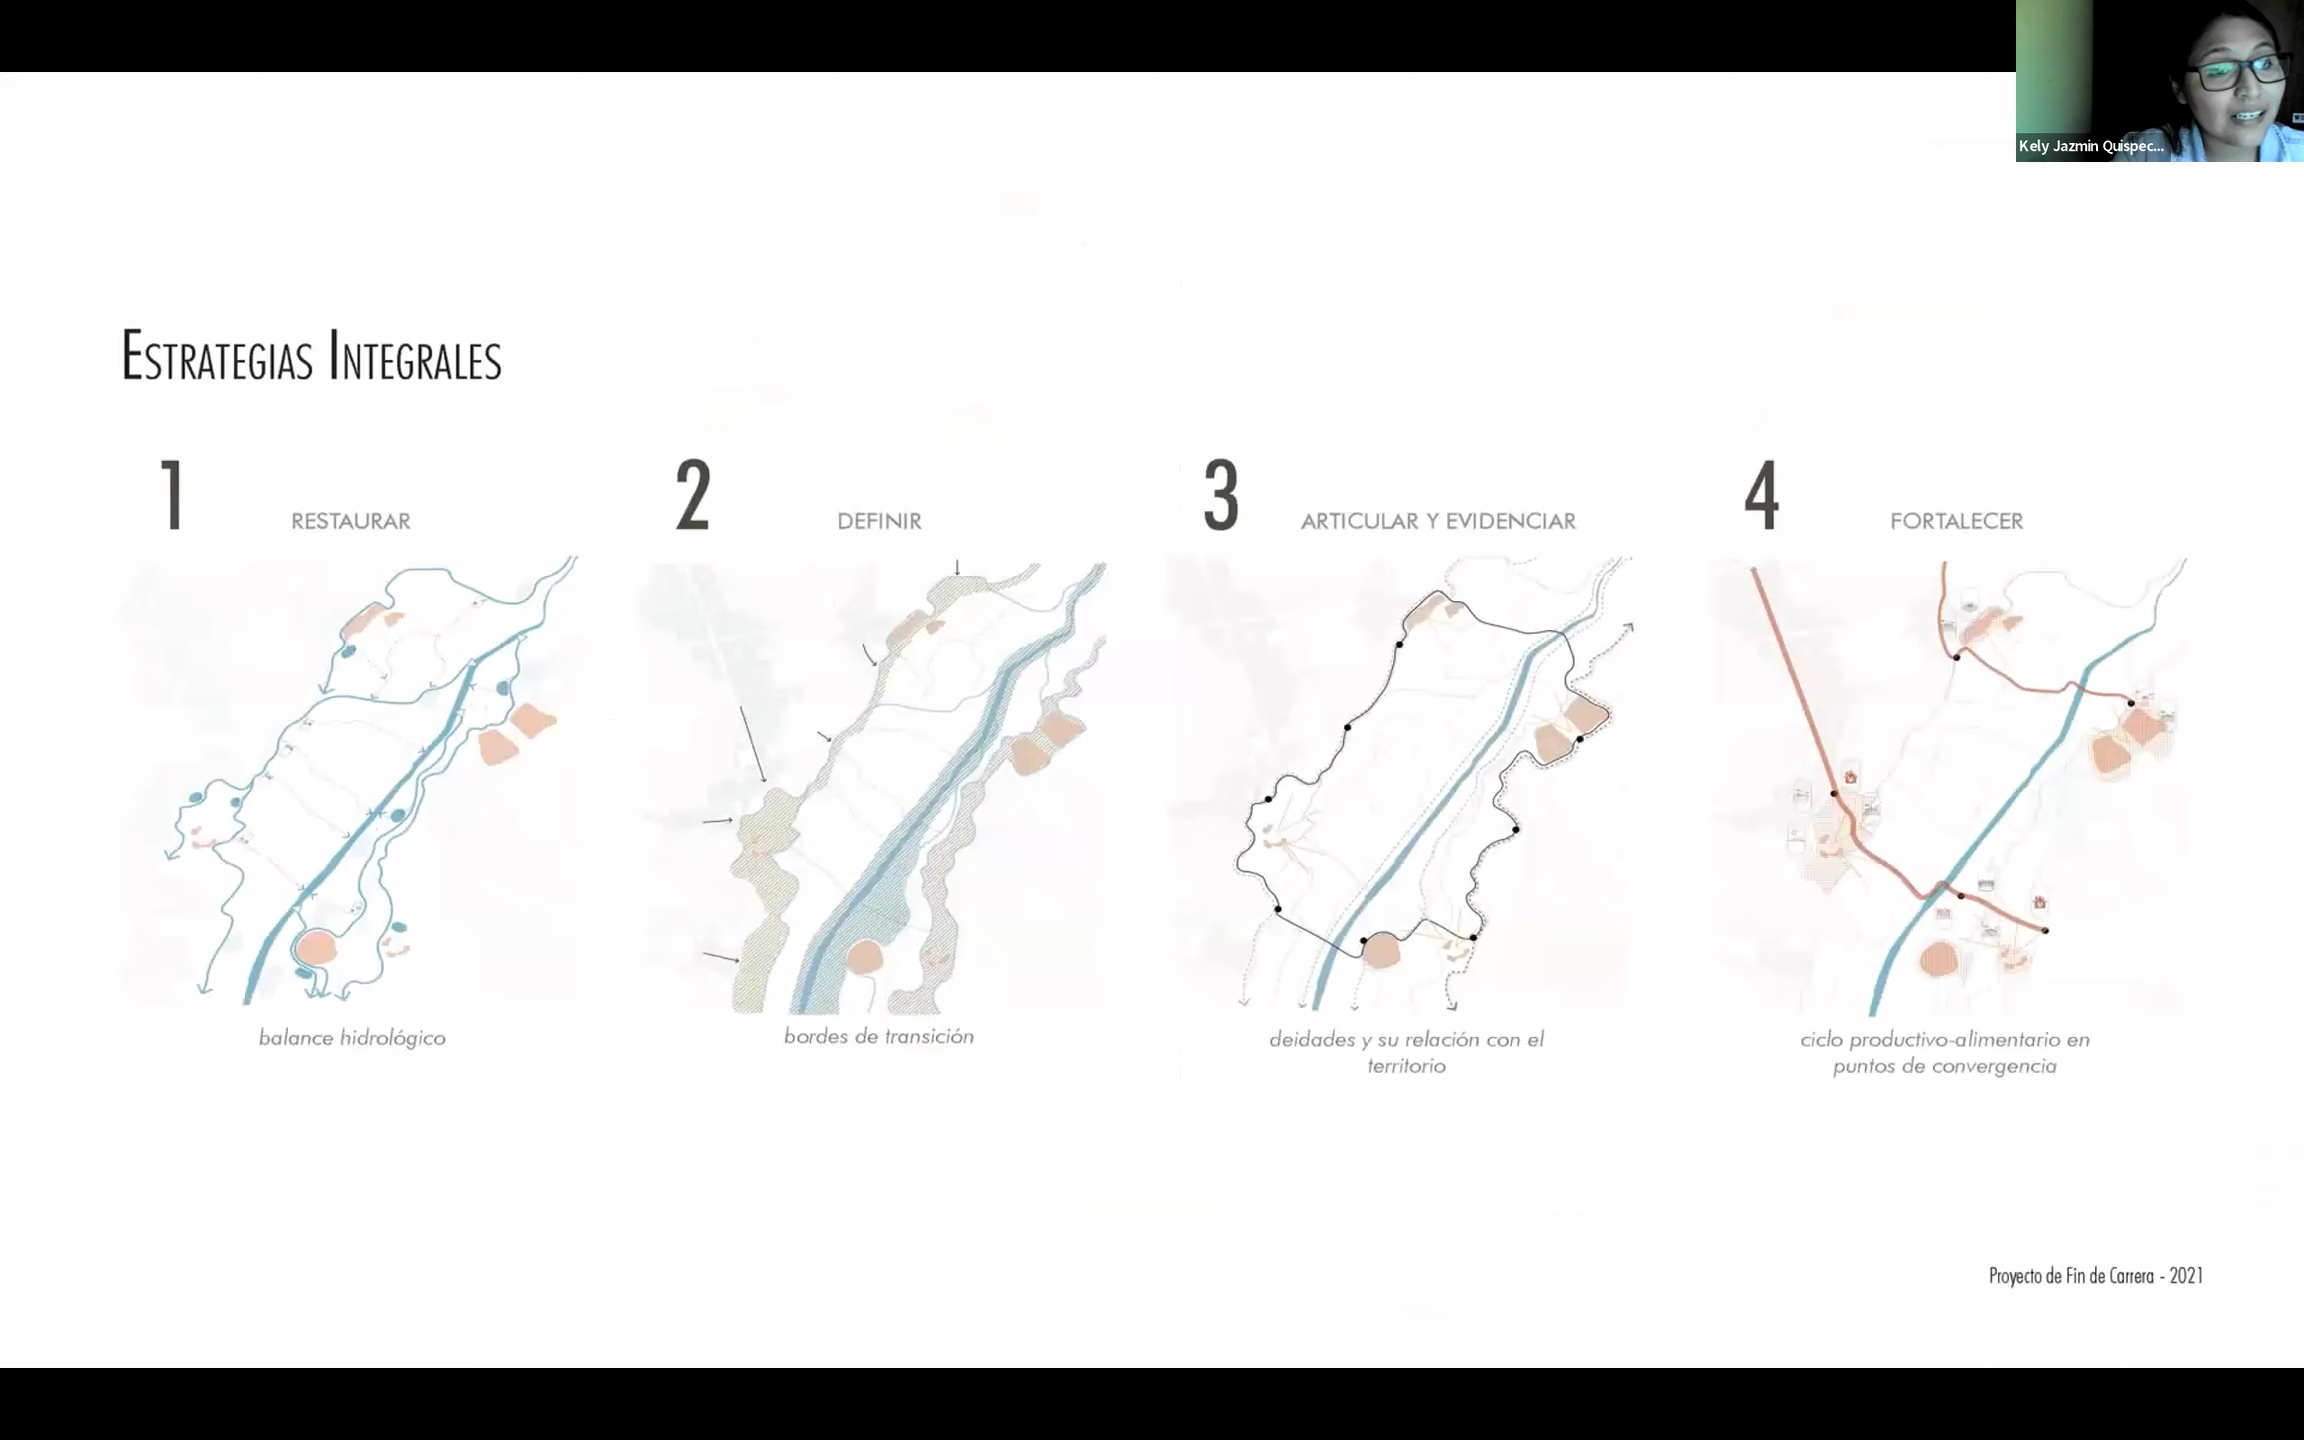 Kely Jazmin Quispec...
ESTRATEGIAS INTEGRALES
1
RESTAURAR
balance hidrológico
2
DEFINIR
bordes de transición
3
ARTICULAR Y EVIDENCIAR
deidades y su relación con el
territorio
4
FORTALECER
ciclo productivo-alimentario en
puntos de convergencia
Proyecto de Fin de Carrera - 2021